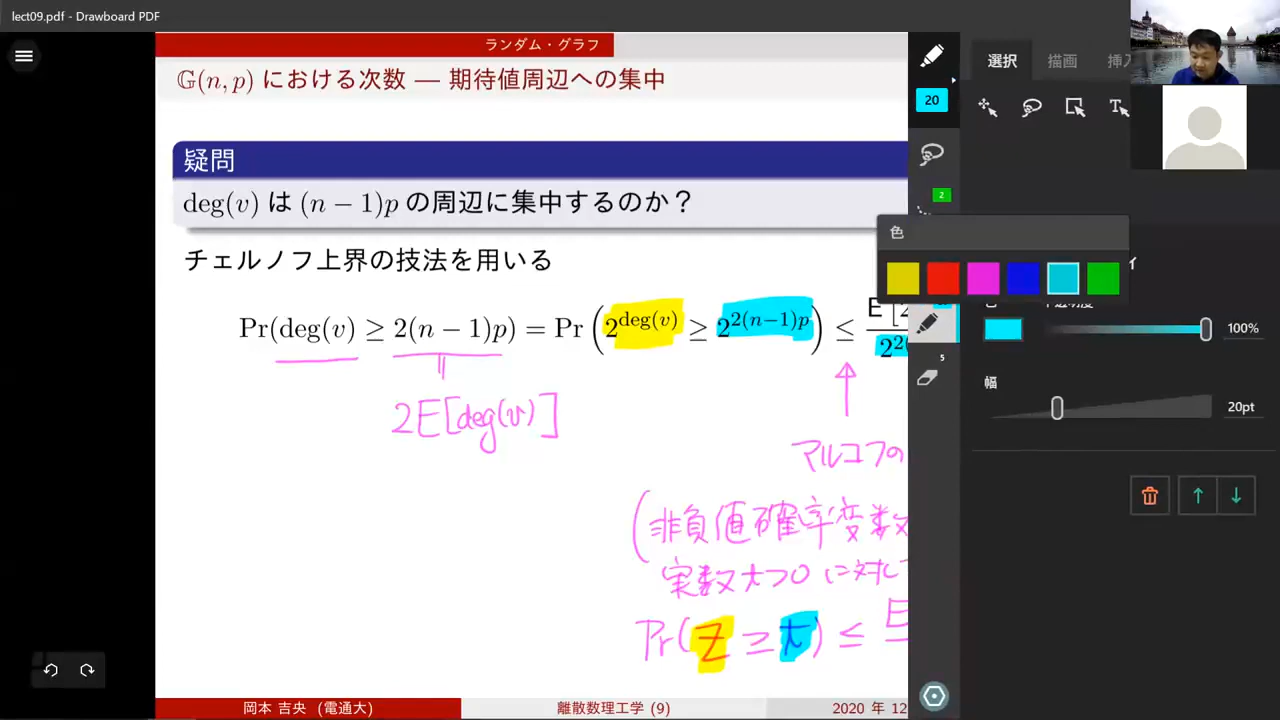 lect09.pdf - Drawboard PDF
ランダム・グラフ
𝔾(n, p) における次数 — 期待値周辺への集中
疑問
deg(v) は (n − 1)p の周辺に集中するのか？
チェルノフ上界の技法を用いる
Pr(deg(v) ≥ 2(n − 1)p) = Pr (2^{deg(v)} ≥ 2^{2(n−1)p}) ≤
2E[deg(v)]
マルコフの
(非負値確率変数
実数 t>0 に対し
Pr(Z ≥ t) ≤
岡本 吉央 (電通大)
離散数理工学 (9)
2020 年 12
20
2
5
選択
描画
色
100%
幅
20pt